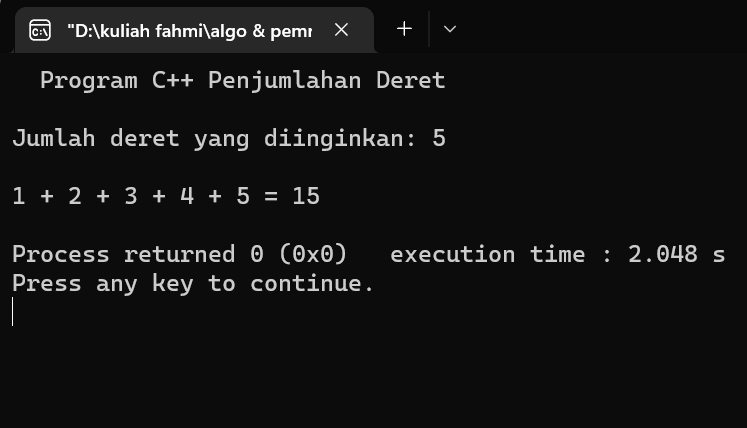 "D:\kuliah fahmi\algo & pemr
Program C++ Penjumlahan Deret
Jumlah deret yang diinginkan: 5
1 + 2 + 3 + 4 + 5 = 15
Process returned 0 (0x0)   execution time : 2.048 s
Press any key to continue.